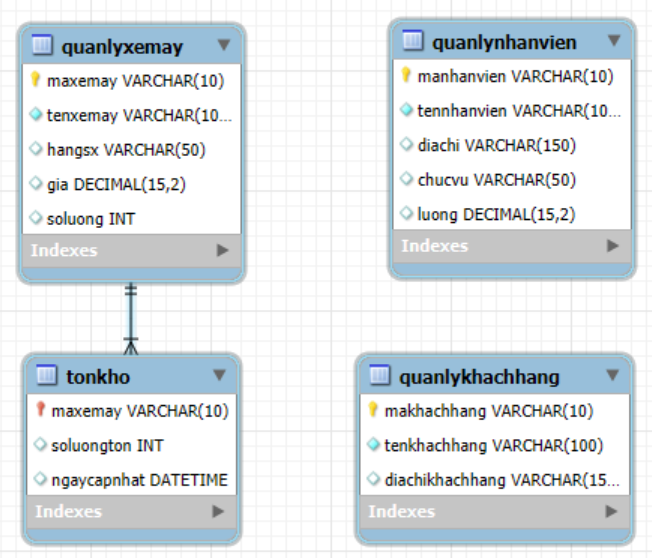 quanlyxemay
maxemay VARCHAR(10)
tenxemay VARCHAR(10...
hangsx VARCHAR(50)
gia DECIMAL(15,2)
soluong INT
Indexes
quanlynhanvien
manhanvien VARCHAR(10)
tennhanvien VARCHAR(10...
diachi VARCHAR(150)
chucvu VARCHAR(50)
luong DECIMAL(15,2)
Indexes
tonkho
maxemay VARCHAR(10)
soluongton INT
ngaycapnhat DATETIME
Indexes
quanlykhachhang
makhachhang VARCHAR(10)
tenkhachhang VARCHAR(100)
diachikhachhang VARCHAR(15...
Indexes